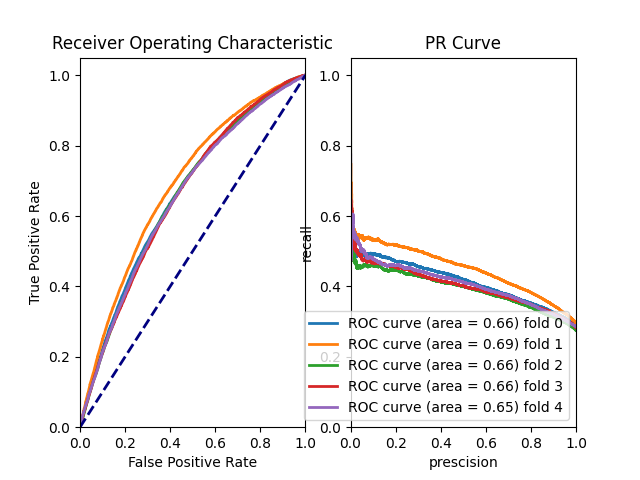 Receiver Operating Characteristic
PR Curve
1.0
0.8
0.6
0.4
0.2
0.0
True Positive Rate
0.0 0.2 0.4 0.6 0.8 1.0
False Positive Rate
1.0
0.8
0.6
0.4
0.2
0.0
recall
ROC curve (area = 0.66) fold 0
ROC curve (area = 0.69) fold 1
ROC curve (area = 0.66) fold 2
ROC curve (area = 0.66) fold 3
ROC curve (area = 0.65) fold 4
0.0 0.2 0.4 0.6 0.8 1.0
prescision